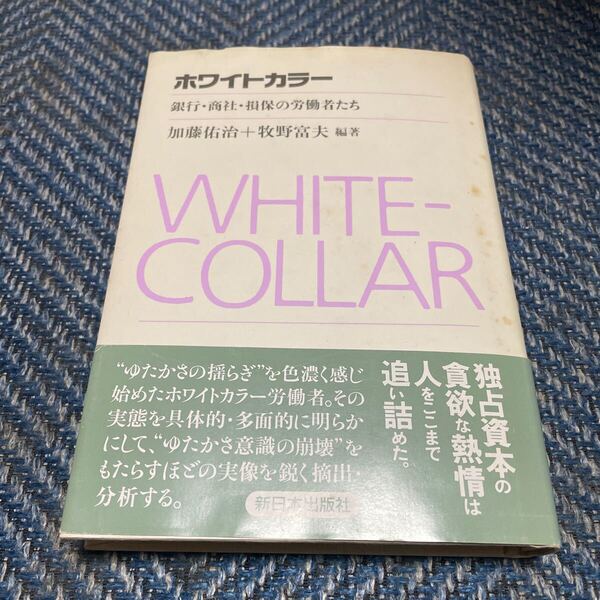 ホワイトカラー
銀行・商社・損保の労働者たち
加藤佑治＋牧野富夫 編著
WHITE-
COLLAR
独占資本の
貪欲な熱情は
人をここまで
追い詰めた。
“ゆたかさの揺らぎ”を色濃く感じ
始めたホワイトカラー労働者。その
実態を具体的・多面的に明らか
にして、“ゆたかさ意識の崩壊”を
もたらすほどの実像を鋭く摘出・
分析する。
新日本出版社